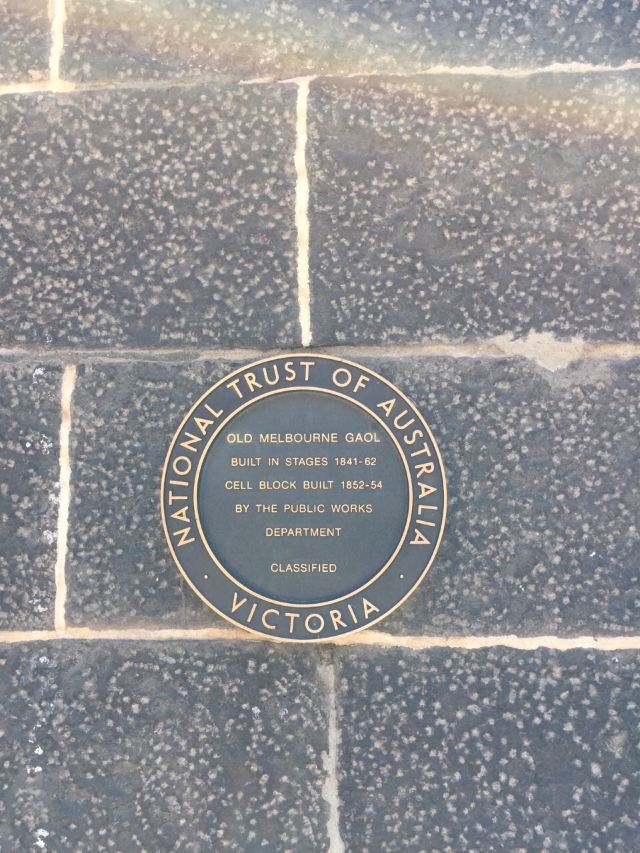 NATIONAL TRUST OF AUSTRALIA
OLD MELBOURNE GAOL
BUILT IN STAGES 1841-62
CELL BLOCK BUILT 1852-54
BY THE PUBLIC WORKS
DEPARTMENT
CLASSIFIED
· VICTORIA ·